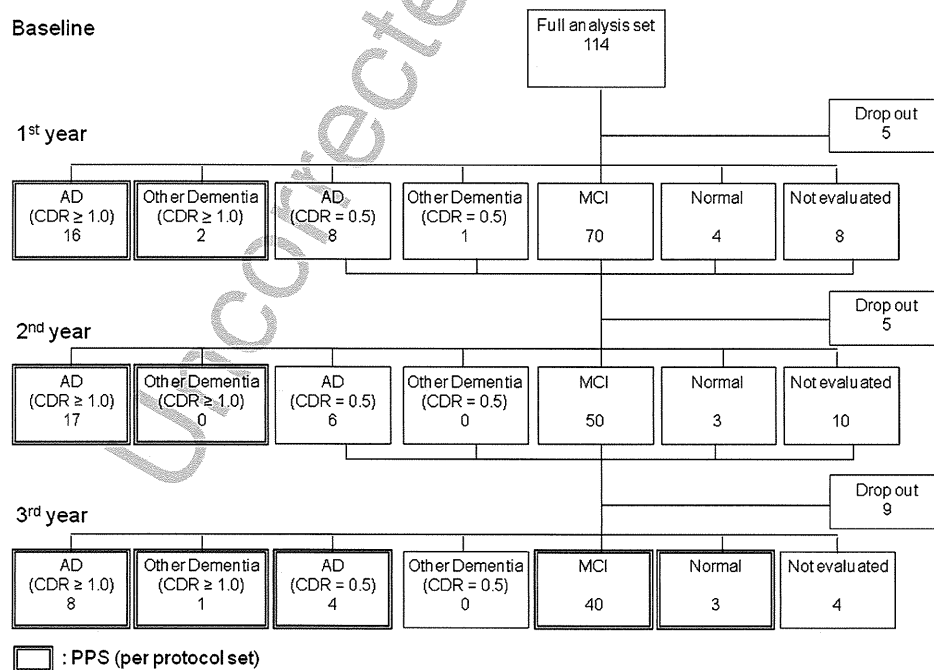 Baseline
Full analysis set
114
Drop out
5
1st year
AD
(CDR ≥ 1.0)
16
Other Dementia
(CDR ≥ 1.0)
2
AD
(CDR = 0.5)
8
Other Dementia
(CDR = 0.5)
1
MCI
70
Normal
4
Not evaluated
8
Drop out
5
2nd year
AD
(CDR ≥ 1.0)
17
Other Dementia
(CDR ≥ 1.0)
0
AD
(CDR = 0.5)
6
Other Dementia
(CDR = 0.5)
0
MCI
50
Normal
3
Not evaluated
10
Drop out
9
3rd year
AD
(CDR ≥ 1.0)
8
Other Dementia
(CDR ≥ 1.0)
1
AD
(CDR = 0.5)
4
Other Dementia
(CDR = 0.5)
0
MCI
40
Normal
3
Not evaluated
4
: PPS (per protocol set)
Uncorrecte